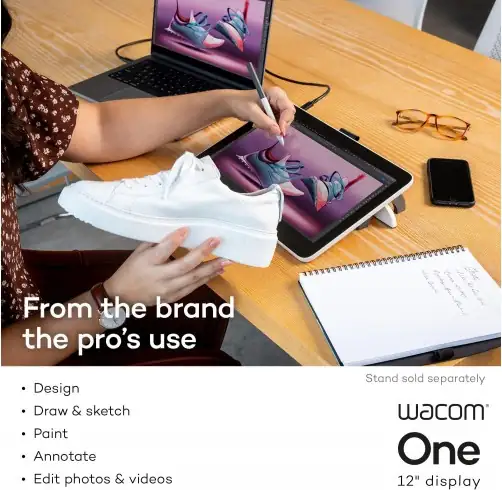 From the brand
the pro's use
Stand sold separately
• Design
• Draw & sketch
• Paint
• Annotate
• Edit photos & videos
wacom®
One
12" display